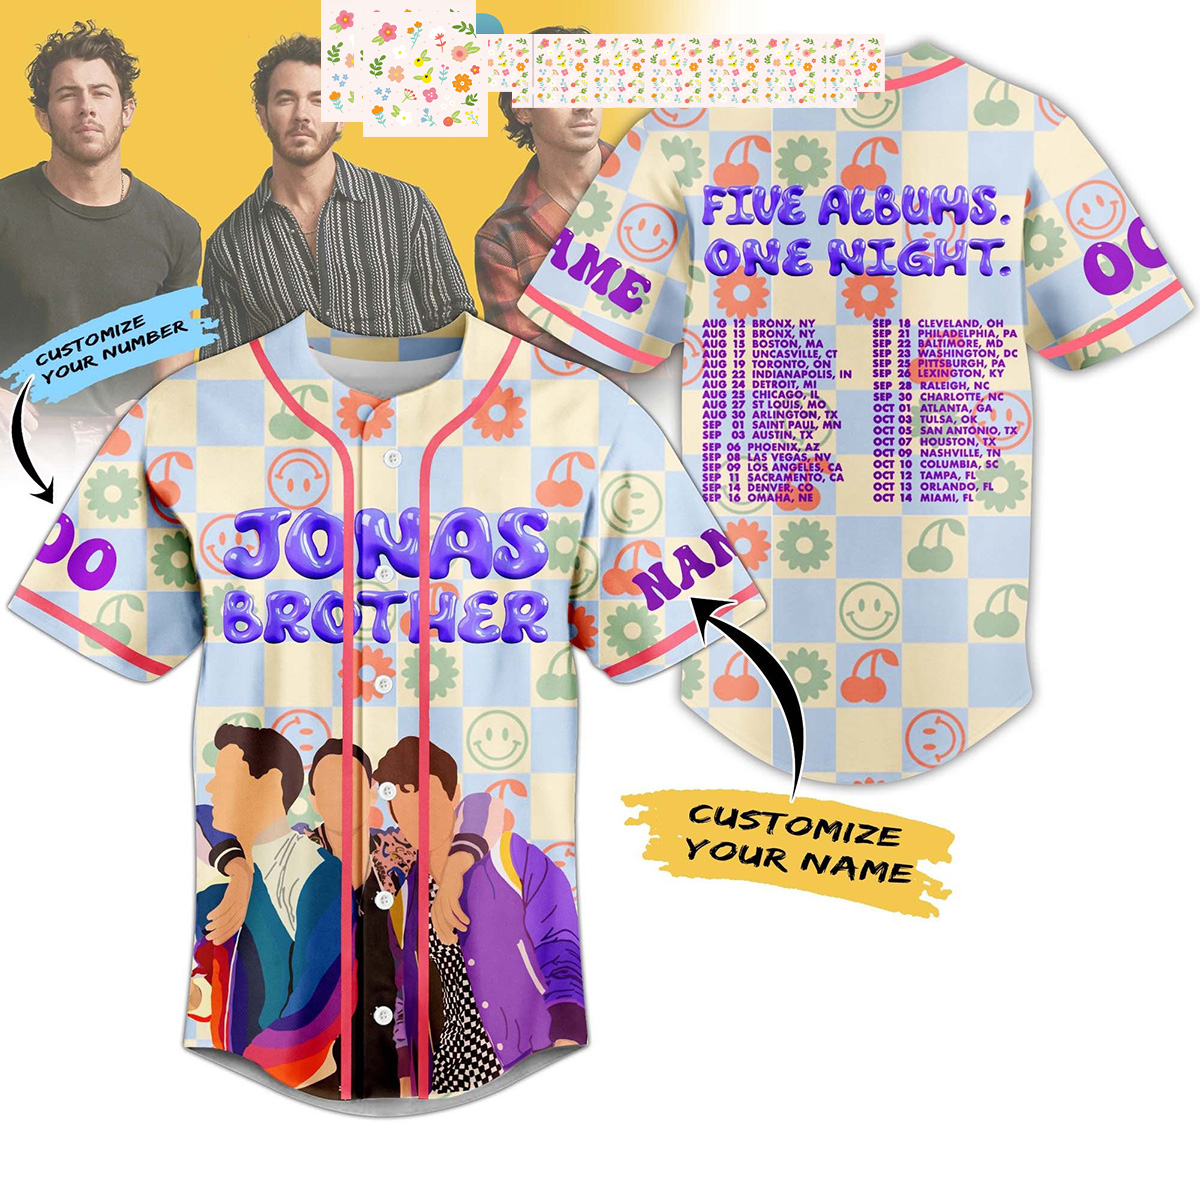 CUSTOMIZE
YOUR NUMBER
FIVE ALBUMS.
ONE NIGHT.
AME
OO
AUG 12 BRONX, NY
AUG 13 BRONX, NY
AUG 15 BOSTON, MA
AUG 17 UNCASVILLE, CT
AUG 19 TORONTO, ON
AUG 22 INDIANAPOLIS, IN
AUG 24 DETROIT, MI
AUG 25 CHICAGO, IL
AUG 27 ST LOUIS, MO
AUG 30 ARLINGTON, TX
SEP 01 SAINT PAUL, MN
SEP 03 AUSTIN, TX
SEP 06 PHOENIX, AZ
SEP 08 LAS VEGAS, NV
SEP 09 LOS ANGELES, CA
SEP 11 SACRAMENTO, CA
SEP 14 DENVER, CO
SEP 16 OMAHA, NE
SEP 18 CLEVELAND, OH
SEP 21 PHILADELPHIA, PA
SEP 22 BALTIMORE, MD
SEP 23 WASHINGTON, DC
SEP 25 PITTSBURGH, PA
SEP 26 LEXINGTON, KY
SEP 28 RALEIGH, NC
SEP 30 CHARLOTTE, NC
OCT 01 ATLANTA, GA
OCT 03 TULSA, OK
OCT 05 SAN ANTONIO, TX
OCT 07 HOUSTON, TX
OCT 09 NASHVILLE, TN
OCT 10 COLUMBIA, SC
OCT 12 TAMPA, FL
OCT 13 ORLANDO, FL
OCT 14 MIAMI, FL
OO
JONAS
BROTHER
NAM
CUSTOMIZE
YOUR NAME